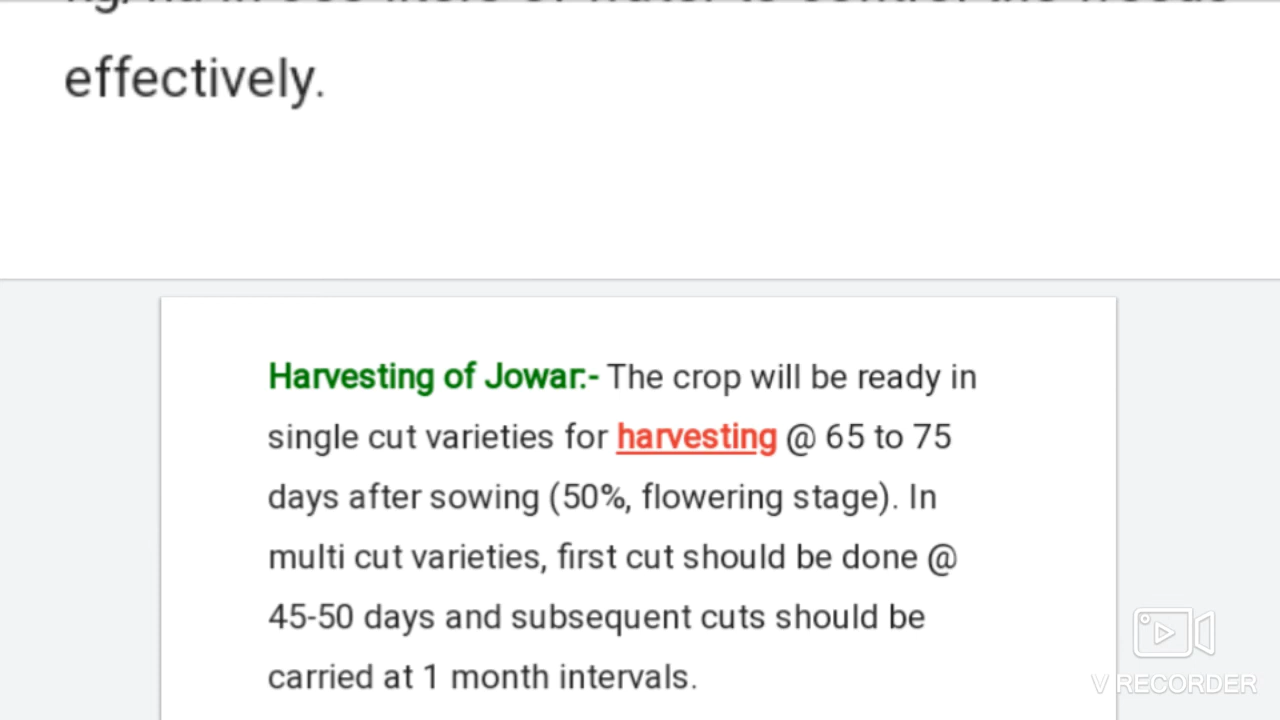 effectively.
Harvesting of Jowar:- The crop will be ready in
single cut varieties for harvesting @ 65 to 75
days after sowing (50%, flowering stage). In
multi cut varieties, first cut should be done @
45-50 days and subsequent cuts should be
carried at 1 month intervals.
V RECORDER